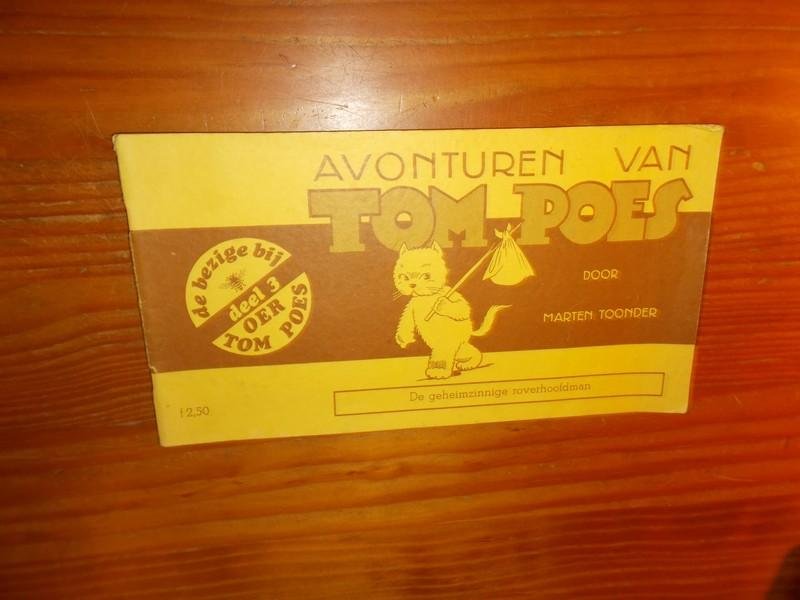 AVONTUREN VAN
TOM POES
DOOR
MARTEN TOONDER
de bezige bij
deel 3
OER
TOM POES
f 2,50
De geheimzinnige roverhoofdman